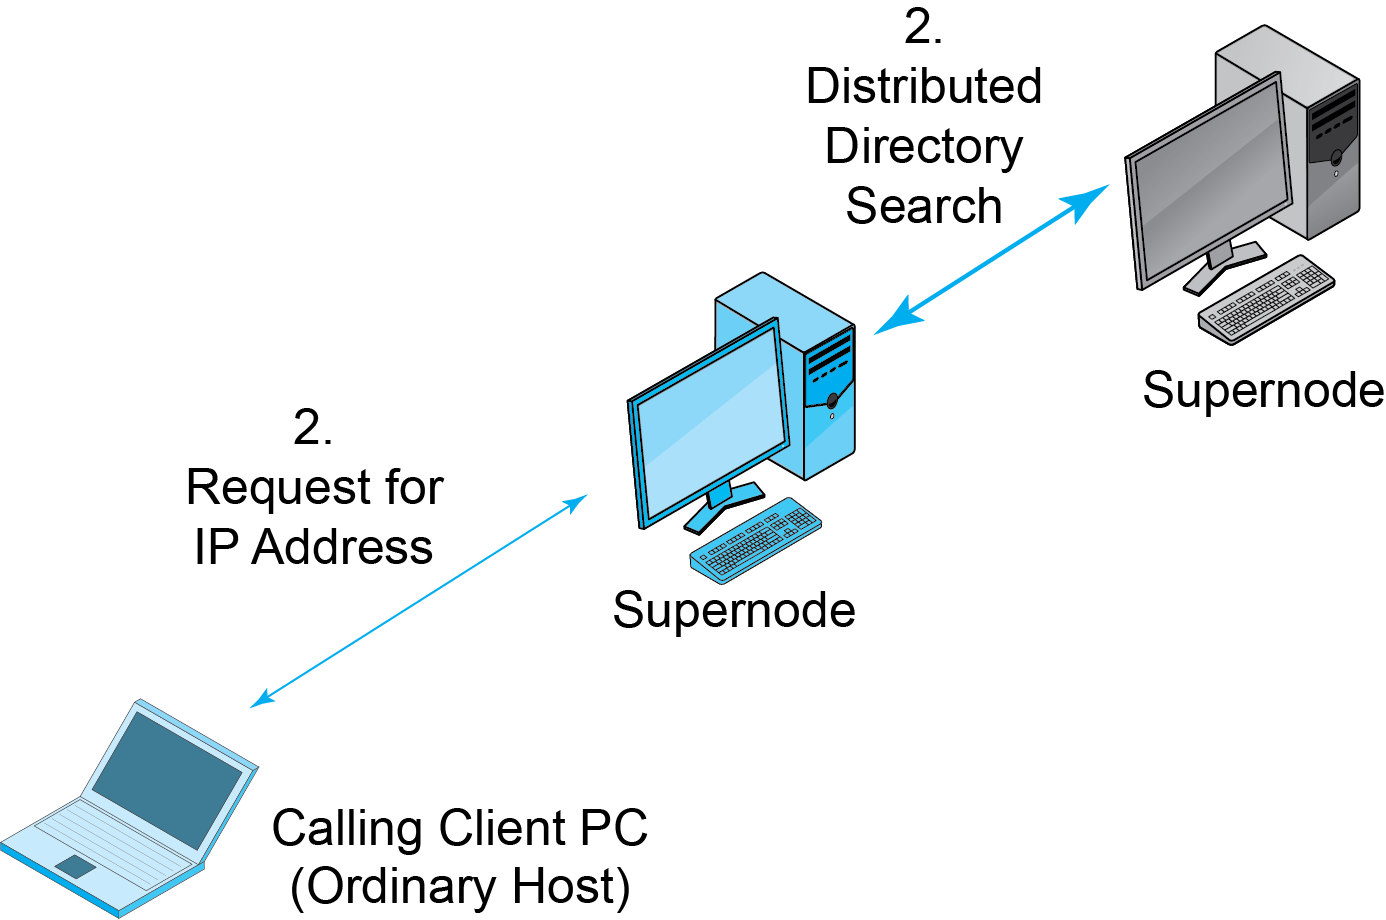 2.
Distributed
Directory
Search
Supernode
2.
Request for
IP Address
Supernode
Calling Client PC
(Ordinary Host)